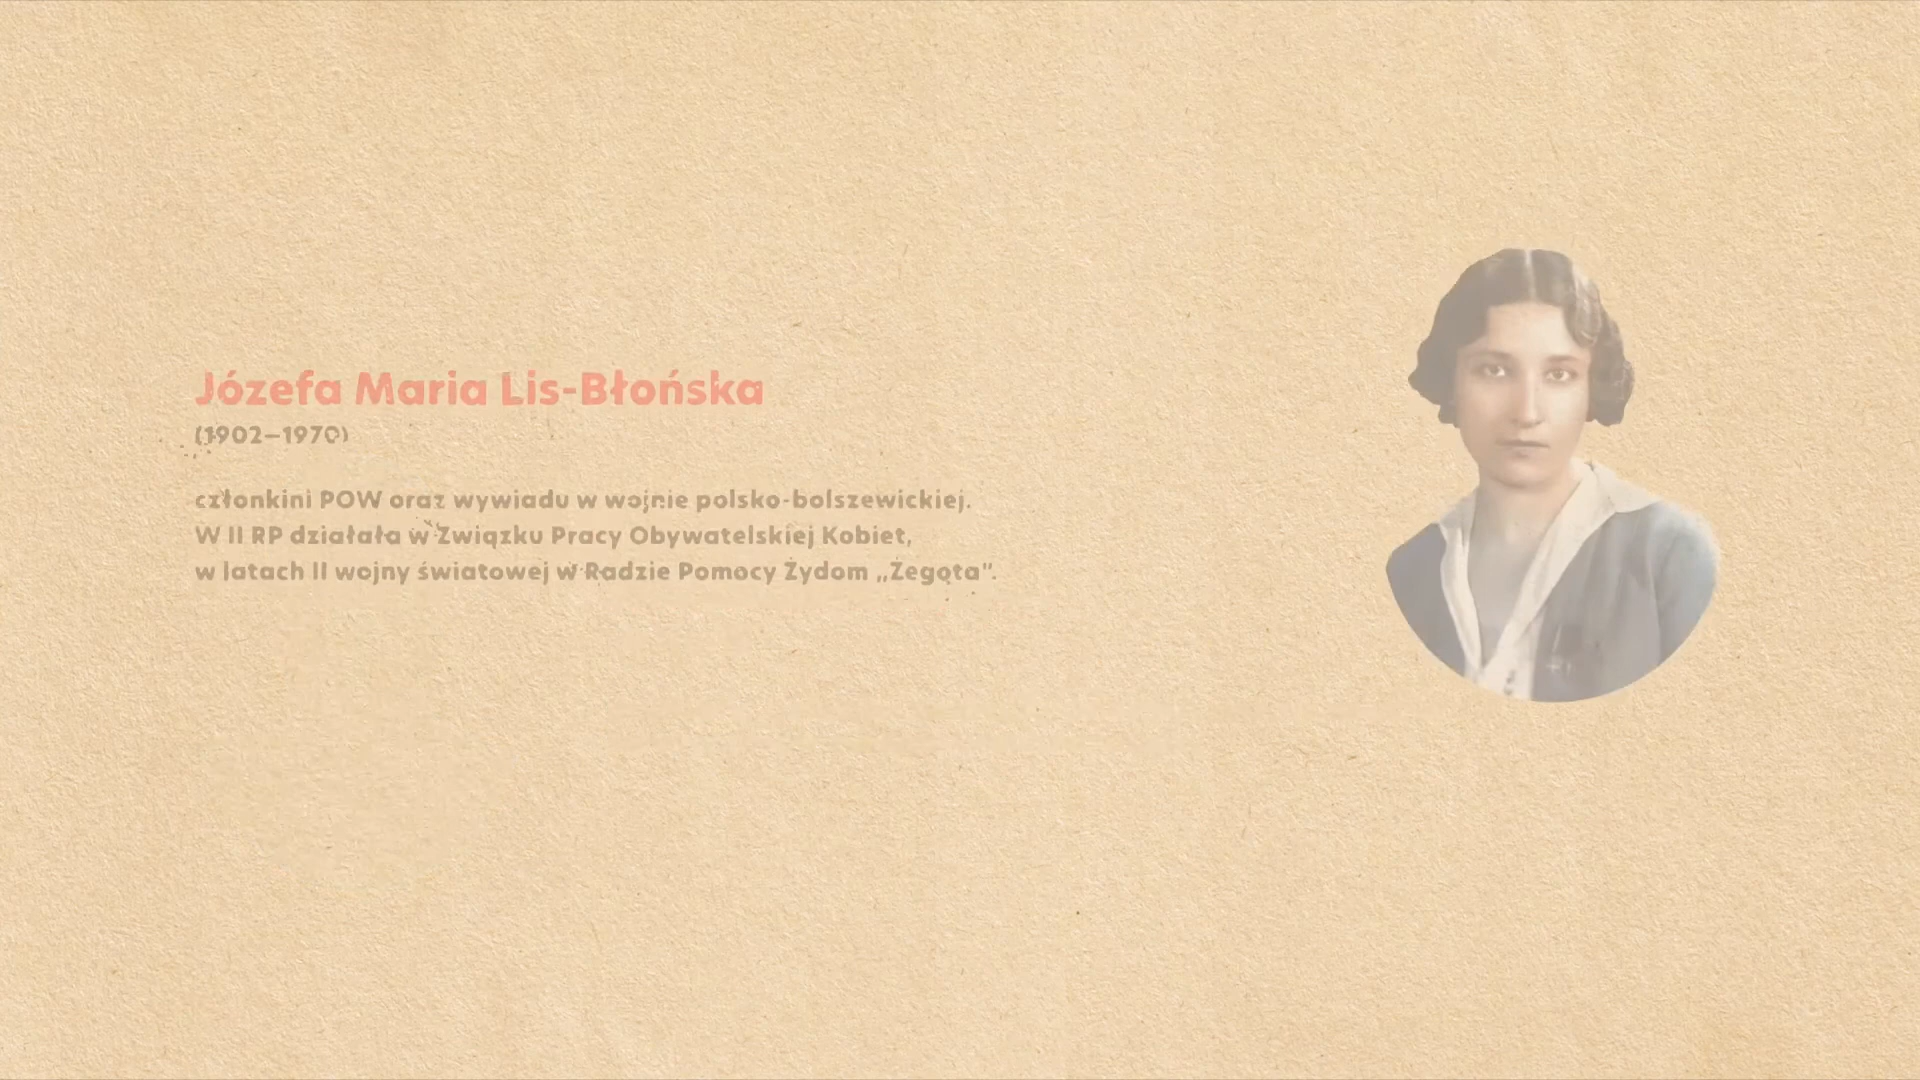 Józefa Maria Lis-Błońska
(1902–1970)
członkini POW oraz wywiadu w wojnie polsko-bolszewickiej.
W II RP działała w Związku Pracy Obywatelskiej Kobiet,
w latach II wojny światowej w Radzie Pomocy Żydom „Żegota”.